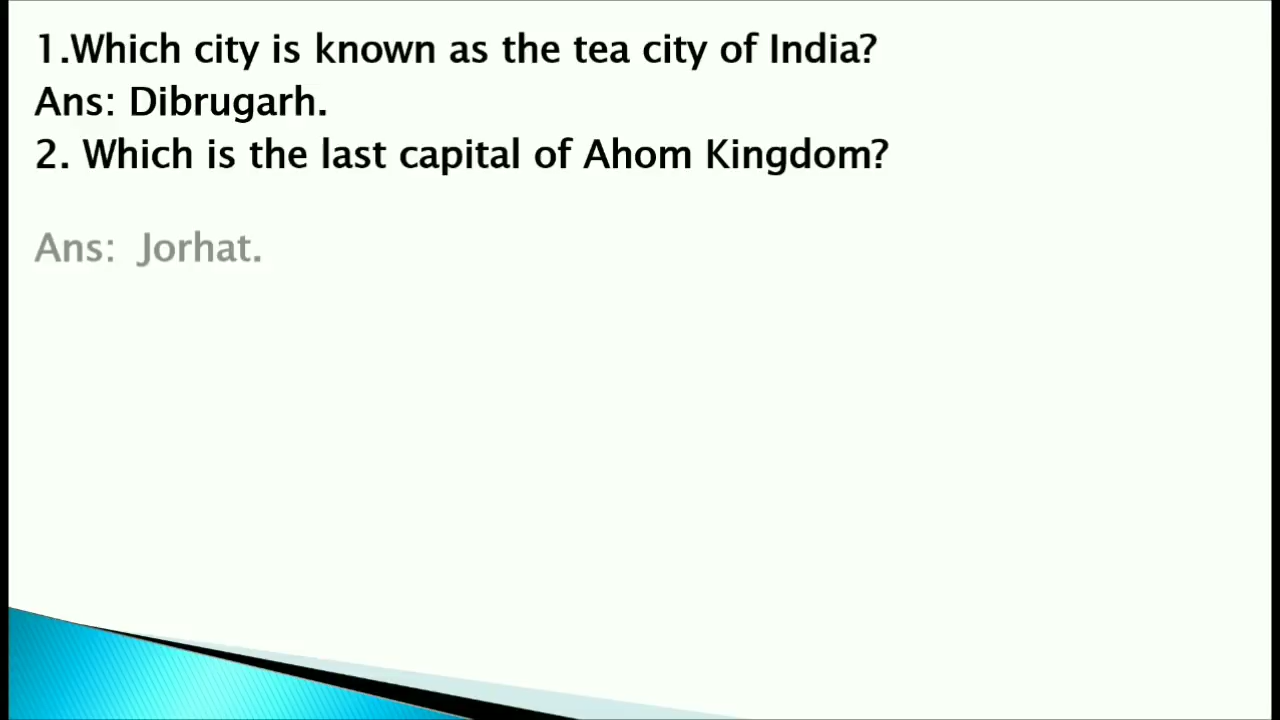 1.Which city is known as the tea city of India?
Ans: Dibrugarh.
2. Which is the last capital of Ahom Kingdom?
Ans: Jorhat.